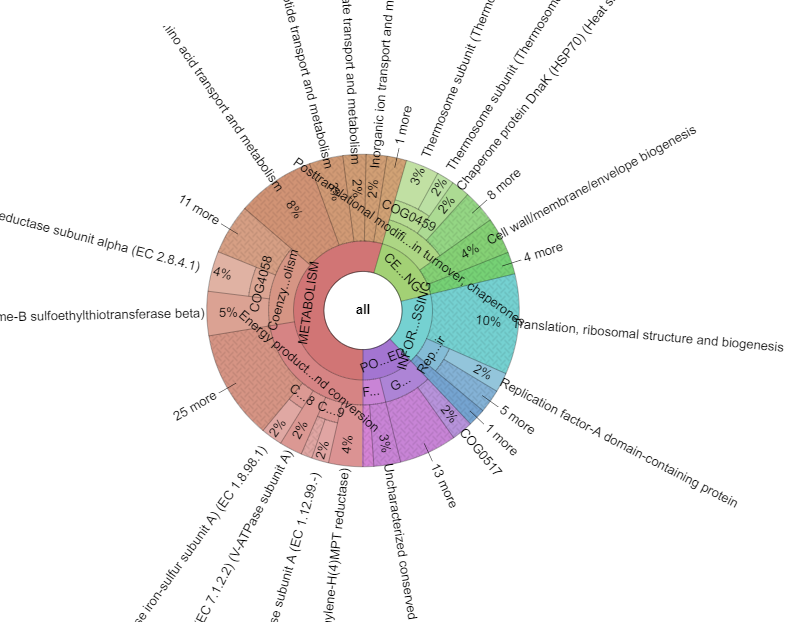 all
METABOLISM
CE...NG
INFOR...SSING
PO...ED
Coenzy...olism
COG4058
Energy product...nd conversion
C...8
C...9
F...
G...
Rep...ir
COG0459
Posttranslational modifi...in turnover, chaperones
ino acid transport and metabolism
8%
otide transport and metabolism
ate transport and metabolism
2%
Inorganic ion transport and m
2%
1 more
Thermosome subunit (Thermo
3%
Thermosome subunit (Thermosome
2%
Chaperone protein DnaK (HSP70) (Heat s
2%
8 more
Cell wall/membrane/envelope biogenesis
4%
4 more
Translation, ribosomal structure and biogenesis
10%
Replication factor-A domain-containing protein
2%
5 more
1 more
COG0517
2%
13 more
Uncharacterized conserved
3%
ylene-H(4)MPT reductase)
4%
se subunit A (EC 1.12.99.-)
2%
(EC 7.1.2.2) (V-ATPase subunit A)
2%
se iron-sulfur subunit A) (EC 1.8.98.1)
2%
25 more
me-B sulfoethylthiotransferase beta)
5%
eductase subunit alpha (EC 2.8.4.1)
4%
11 more